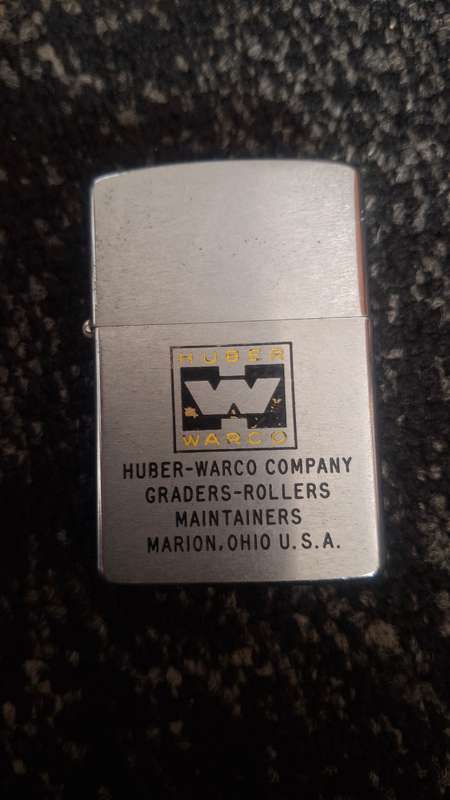 HUBER
W
WARCO
HUBER-WARCO COMPANY
GRADERS-ROLLERS
MAINTAINERS
MARION, OHIO U.S.A.